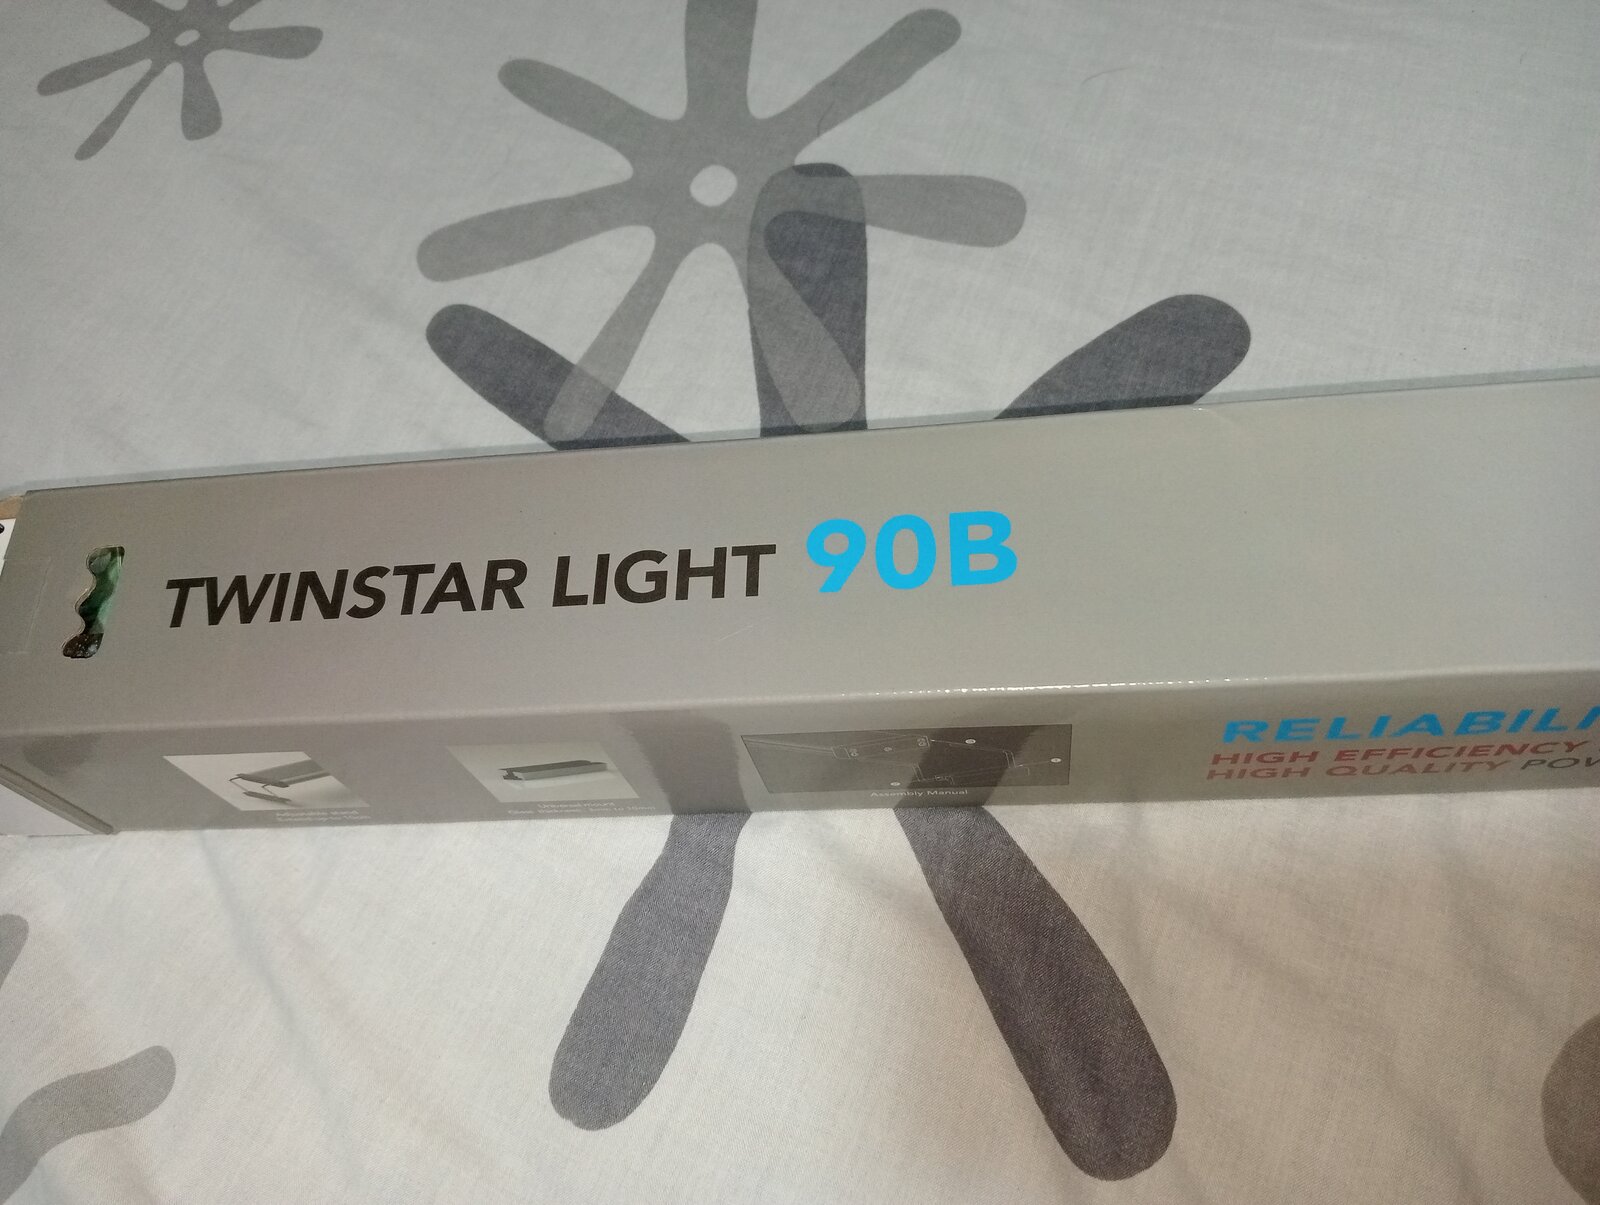 TWINSTAR LIGHT 90B
Assembly Manual
RELIABILI
HIGH EFFICIENCY
HIGH QUALITY POW